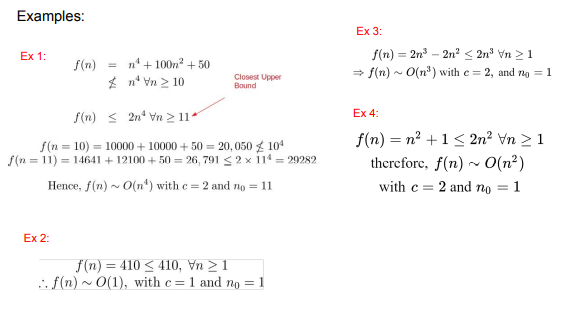 Examples:
Ex 1:
f(n) = n⁴ + 100n² + 50
≰ n⁴ ∀n ≥ 10
Closest Upper
Bound
f(n) ≤ 2n⁴ ∀n ≥ 11
f(n = 10) = 10000 + 10000 + 50 = 20,050 ≰ 10⁴
f(n = 11) = 14641 + 12100 + 50 = 26,791 ≤ 2 × 11⁴ = 29282
Hence, f(n) ∼ O(n⁴) with c = 2 and n₀ = 11
Ex 2:
f(n) = 410 ≤ 410, ∀n ≥ 1
∴ f(n) ∼ O(1), with c = 1 and n₀ = 1
Ex 3:
f(n) = 2n³ − 2n² ≤ 2n³ ∀n ≥ 1
⇒ f(n) ∼ O(n³) with c = 2, and n₀ = 1
Ex 4:
f(n) = n² + 1 ≤ 2n² ∀n ≥ 1
therefore, f(n) ∼ O(n²)
with c = 2 and n₀ = 1